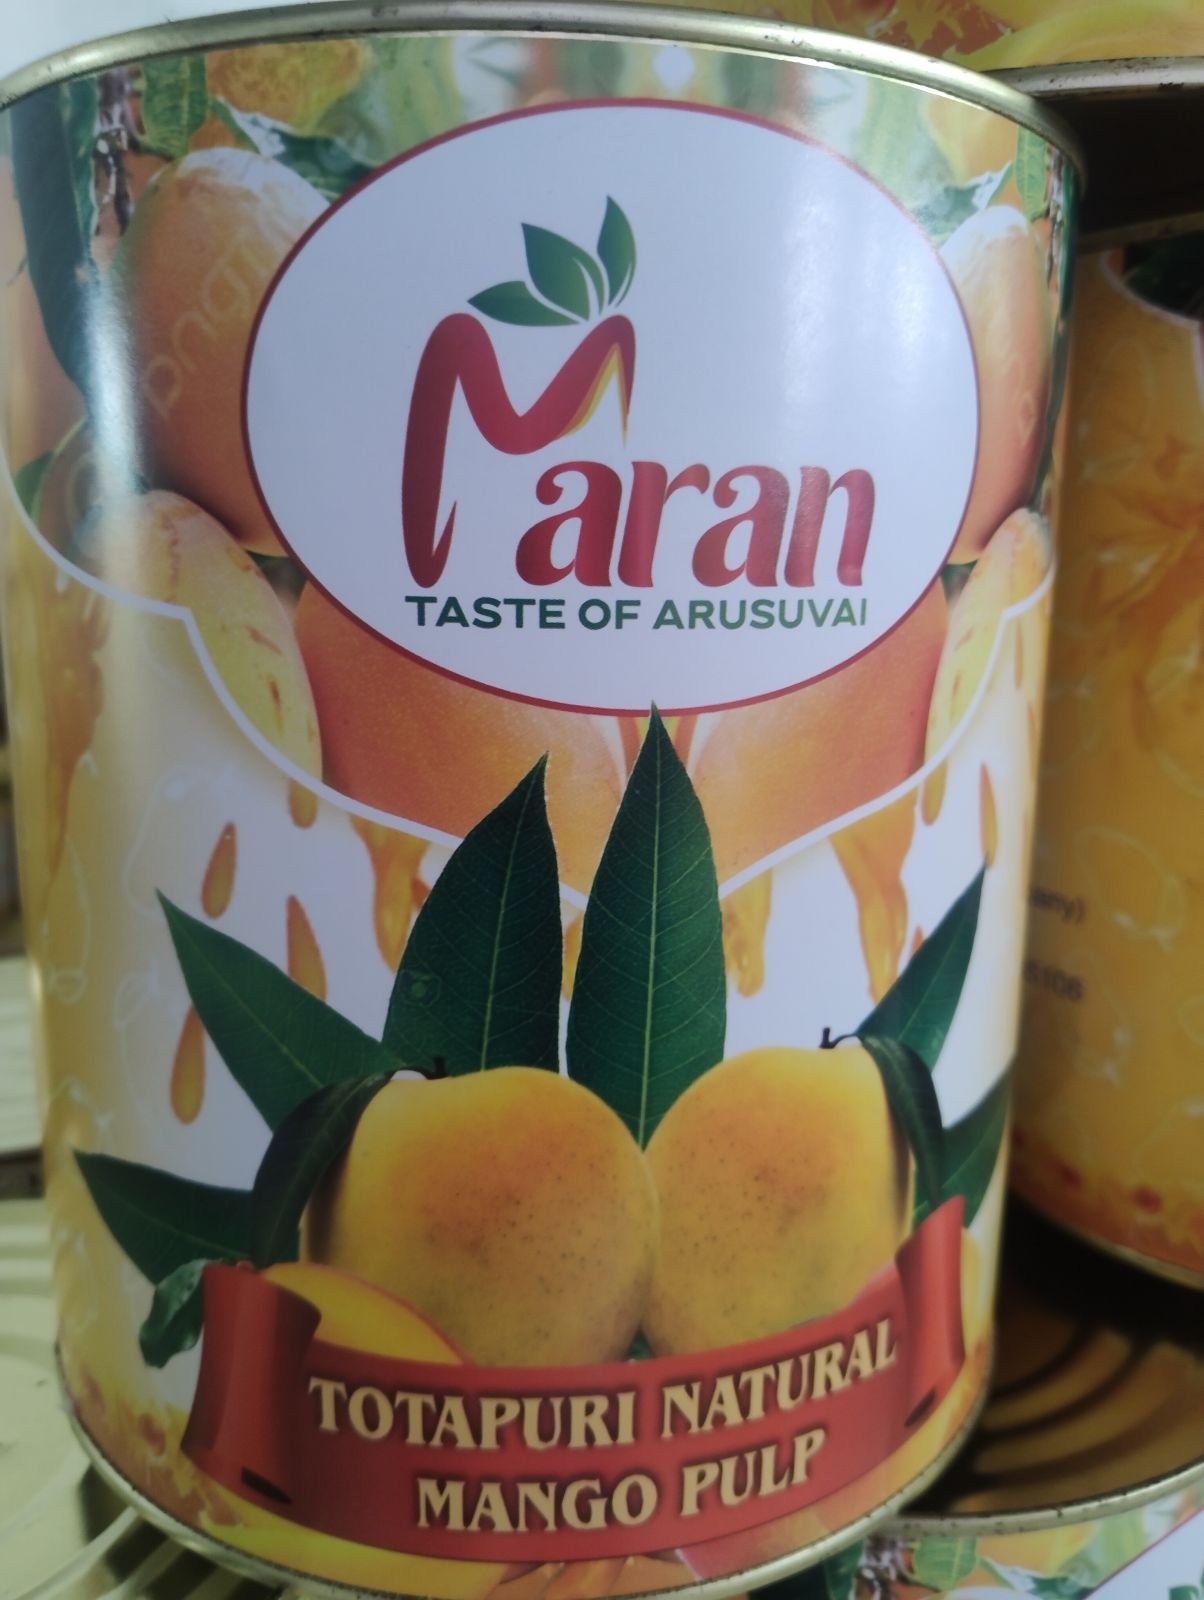 Maran
TASTE OF ARUSUVAI
TOTAPURI NATURAL
MANGO PULP